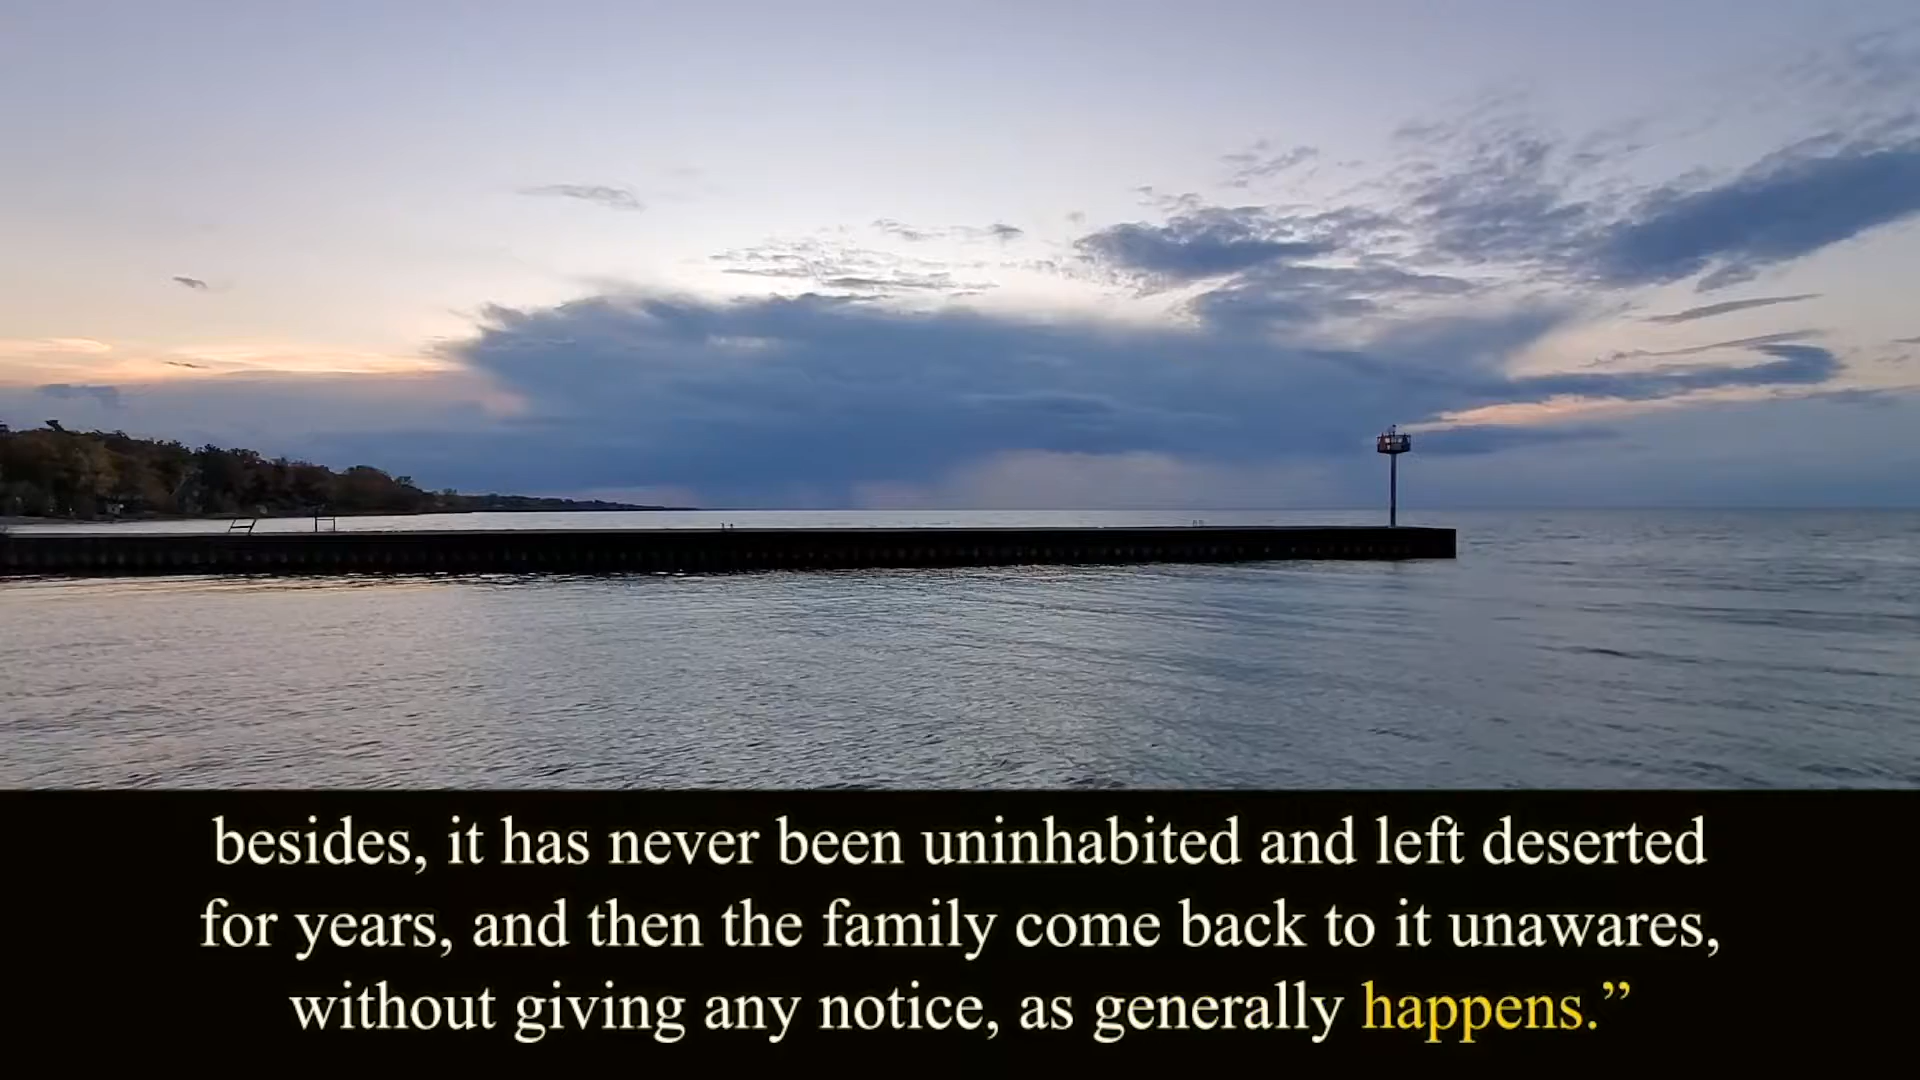 besides, it has never been uninhabited and left deserted
for years, and then the family come back to it unawares,
without giving any notice, as generally happens.”